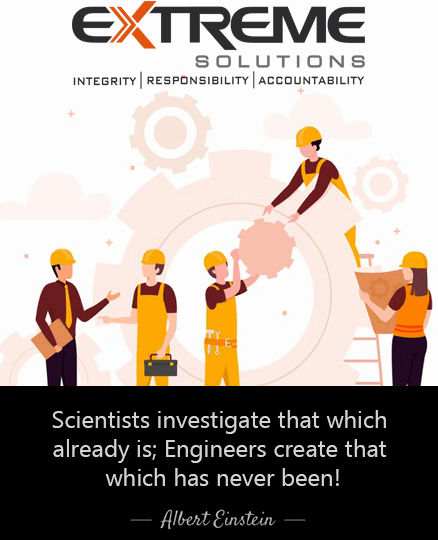 EXTREME
SOLUTIONS
INTEGRITY | RESPONSIBILITY | ACCOUNTABILITY
Scientists investigate that which
already is; Engineers create that
which has never been!
— Albert Einstein —